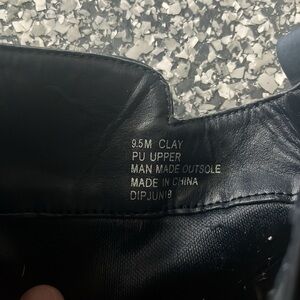 9.5M CLAY
PU UPPER
MAN MADE OUTSOLE
MADE IN CHINA
DIPJUN18